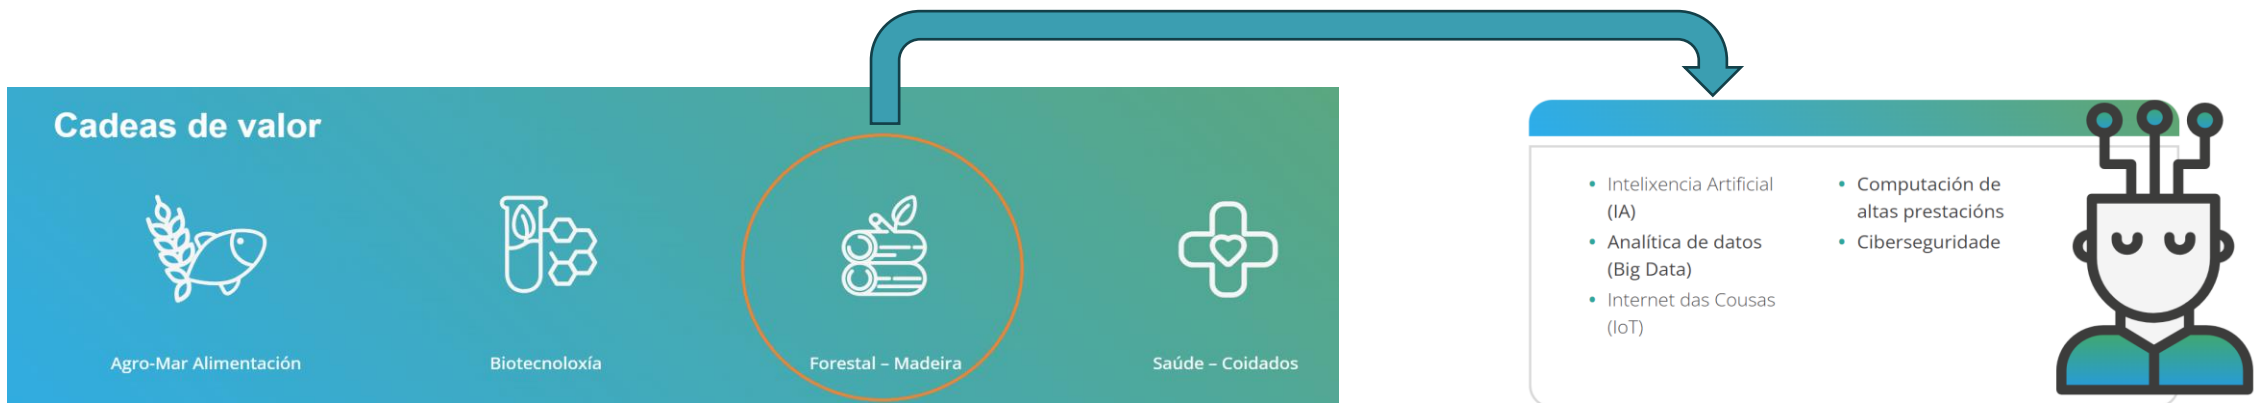 Cadeas de valor
Agro-Mar Alimentación
Biotecnoloxía
Forestal – Madeira
Saúde – Coidados
• Intelixencia Artificial
(IA)
• Analítica de datos
(Big Data)
• Internet das Cousas
(IoT)
• Computación de
altas prestacións
• Ciberseguridade